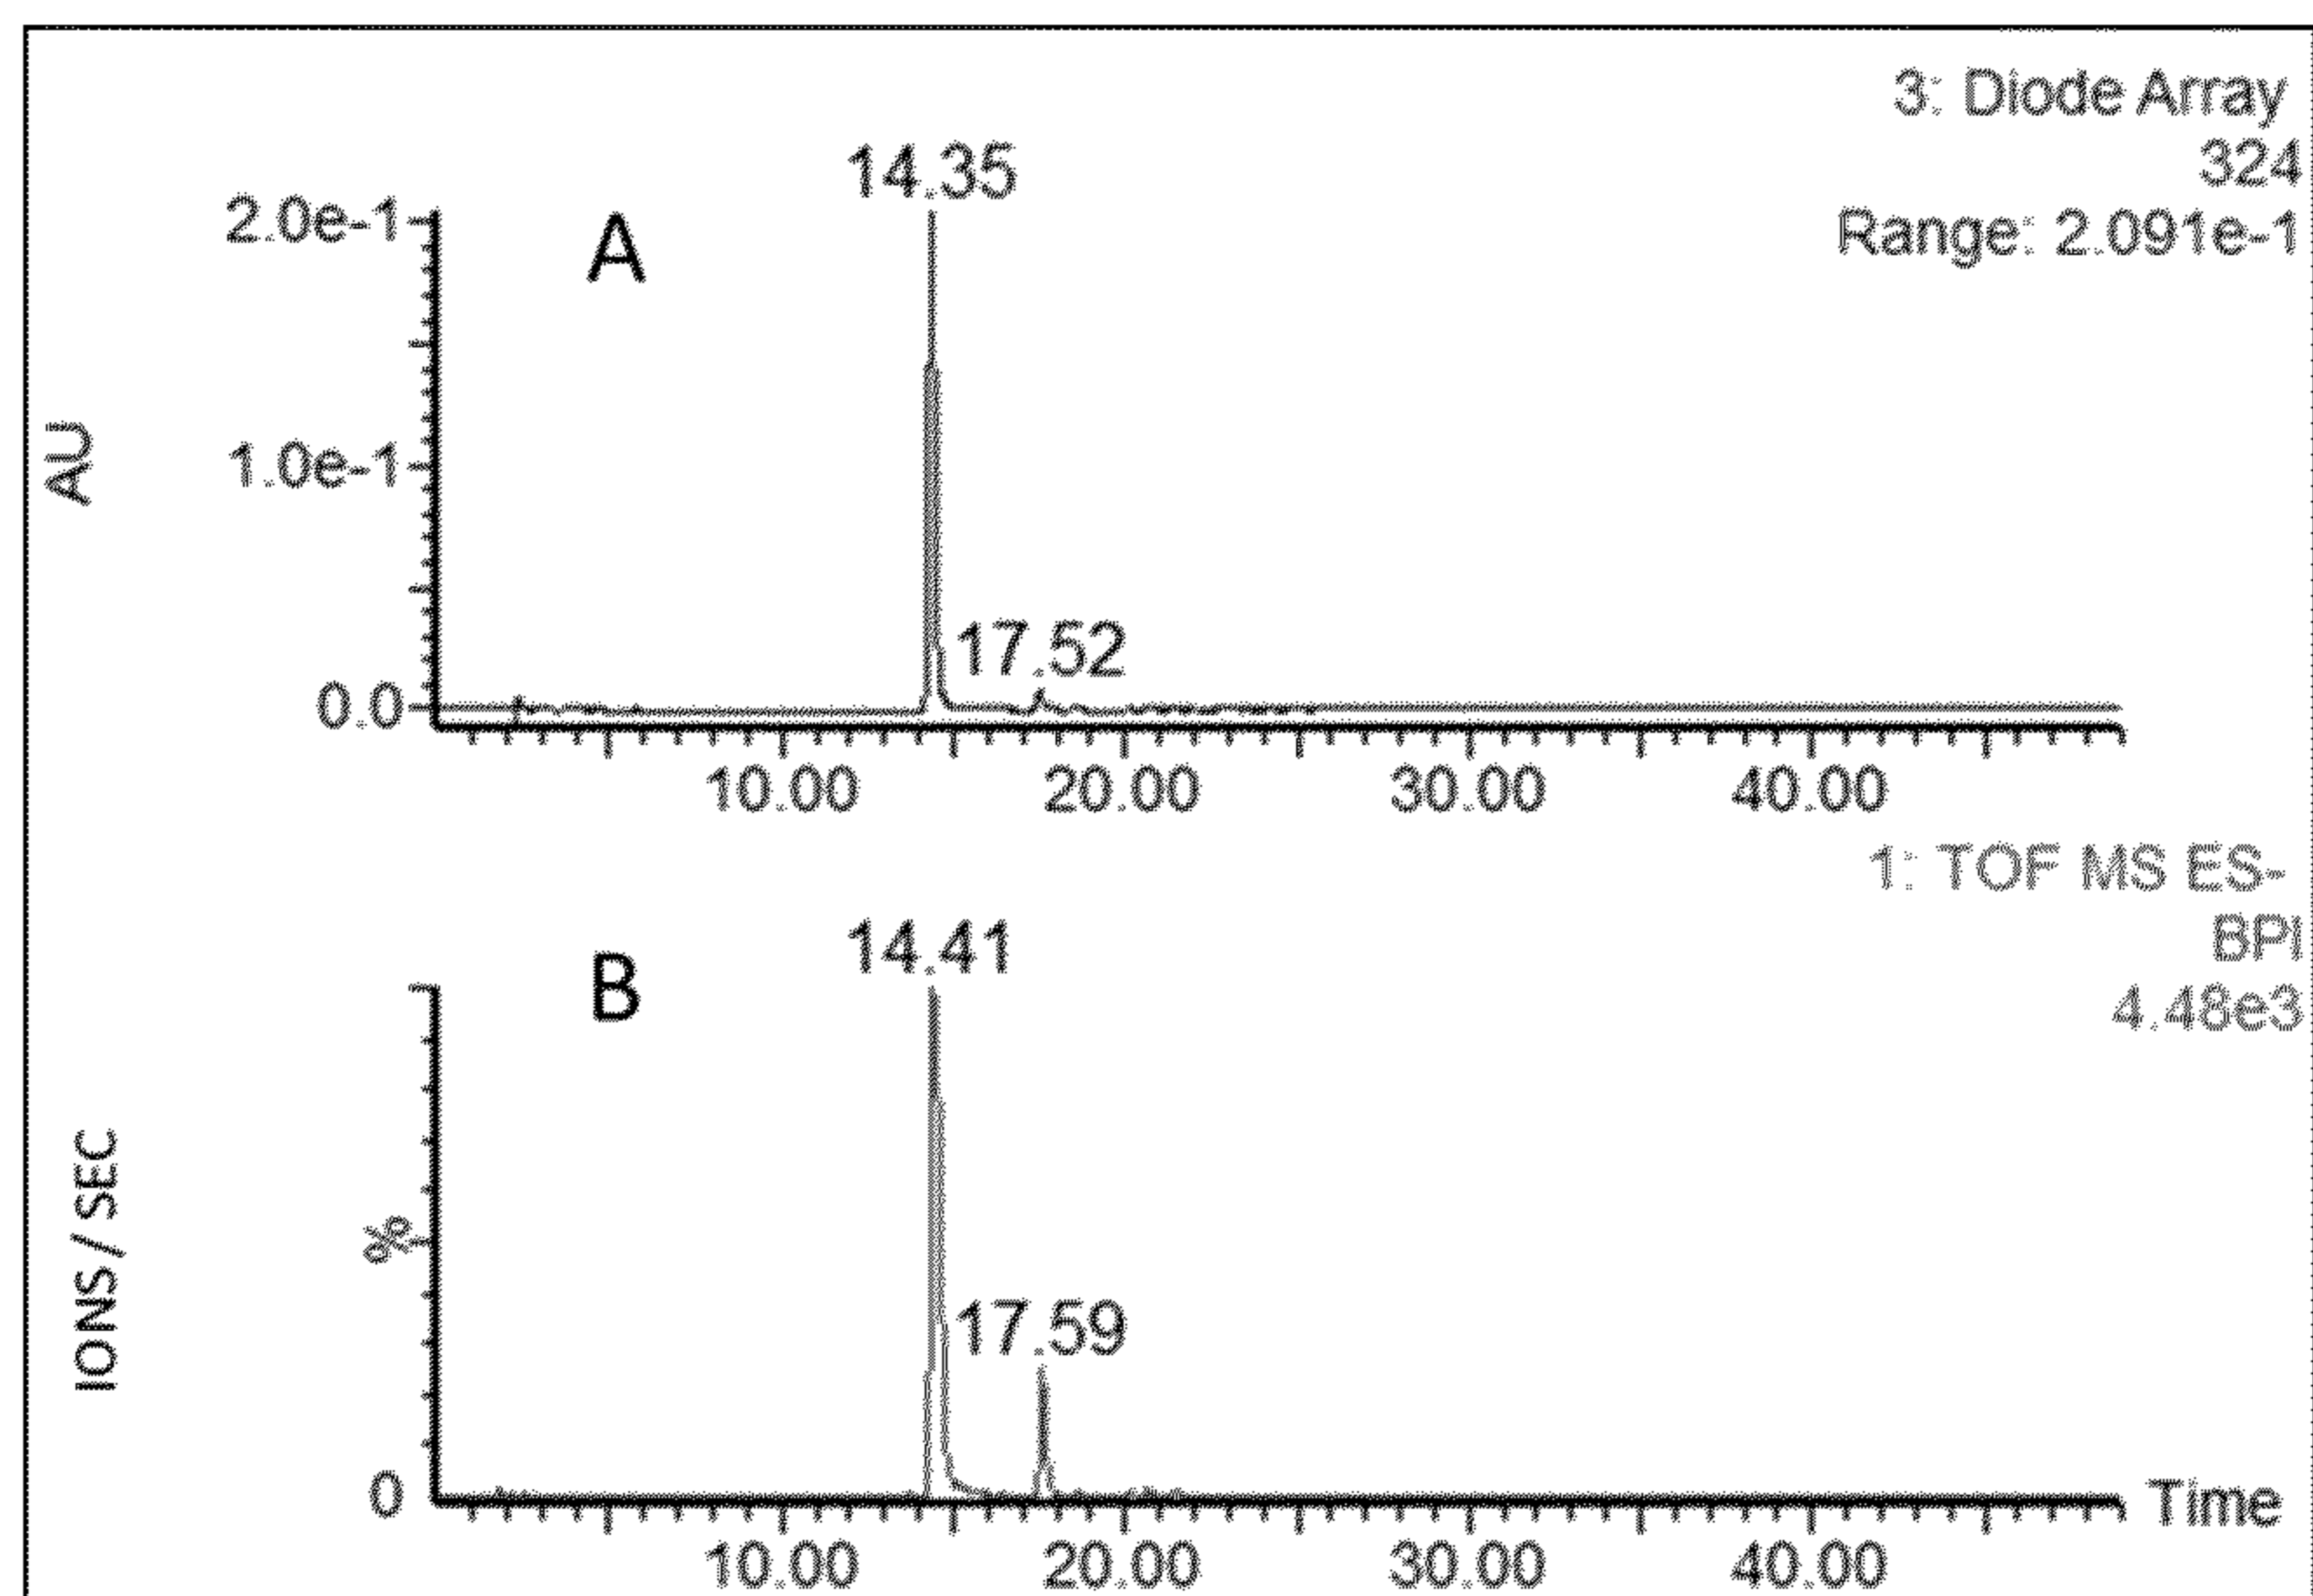 3: Diode Array
324
Range: 2.091e-1
A
14.35
2.0e-1
AU
1.0e-1
17.52
0.0
10.00 20.00 30.00 40.00
1: TOF MS ES-
BPI
4.48e3
B
14.41
IONS / SEC
%
17.59
0
Time
10.00 20.00 30.00 40.00